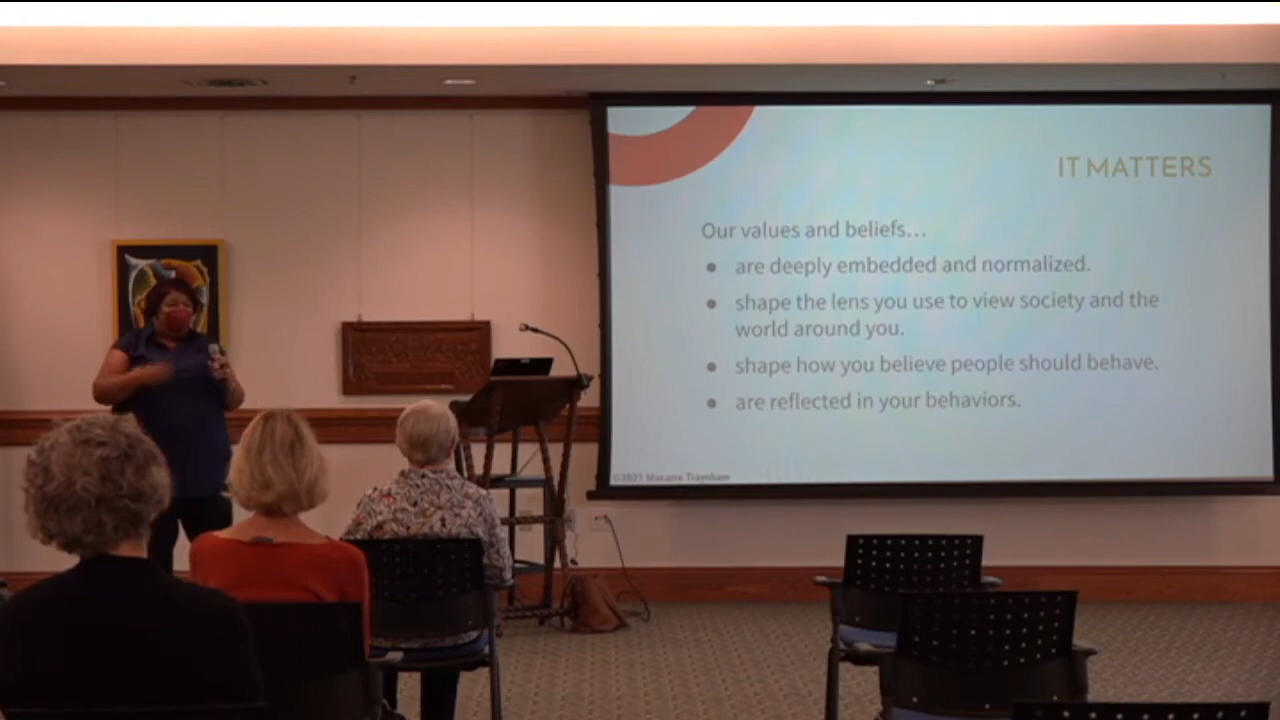 IT MATTERS
Our values and beliefs…
● are deeply embedded and normalized.
● shape the lens you use to view society and the
world around you.
● shape how you believe people should behave.
● are reflected in your behaviors.
©2021 Traynham